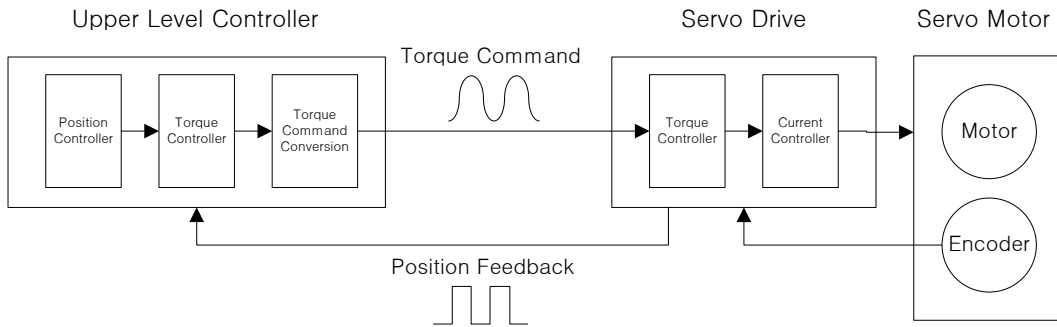 Upper Level Controller
Servo Drive
Servo Motor
Torque Command
Position
Controller
Torque
Controller
Torque
Command
Conversion
Torque
Controller
Current
Controller
Motor
Encoder
Position Feedback